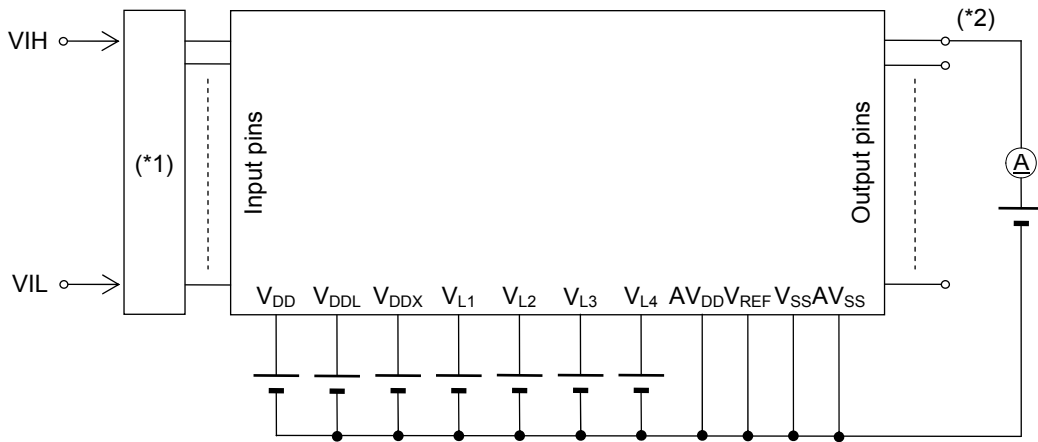 VIH
(*2)
(*1)
Input pins
Output pins
A
VIL
VDD VDDL VDDX VL1 VL2 VL3 VL4 AVDD VREF VSS AVSS